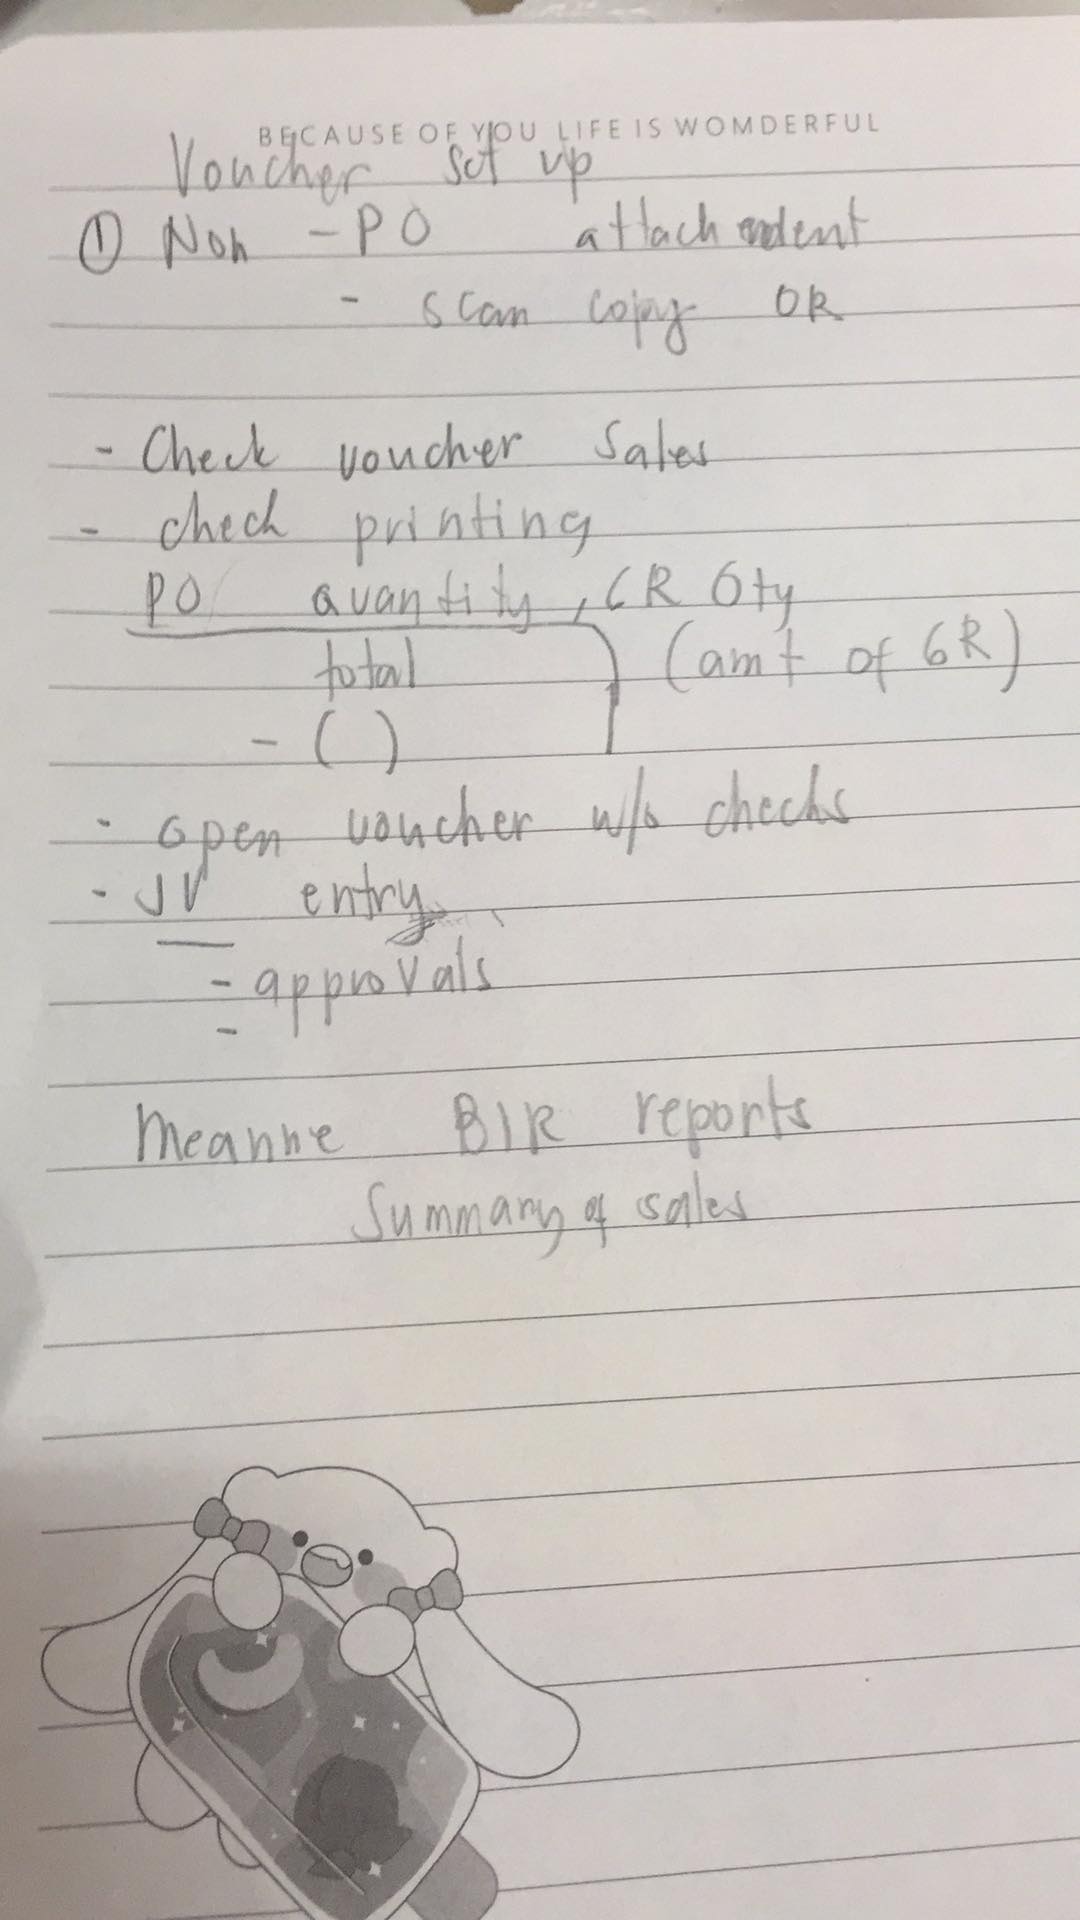 BECAUSE OF YOU LIFE IS WOMDERFUL
Voucher set up
① Non - PO attach
- scan copy OR
- Check voucher sales
- check printing
PO quantity, GR Qty
total (amt of GR)
- ( )
- open voucher w/o checks
- JV entry
- approvals
-
Meanne BIR reports
Summary of sales